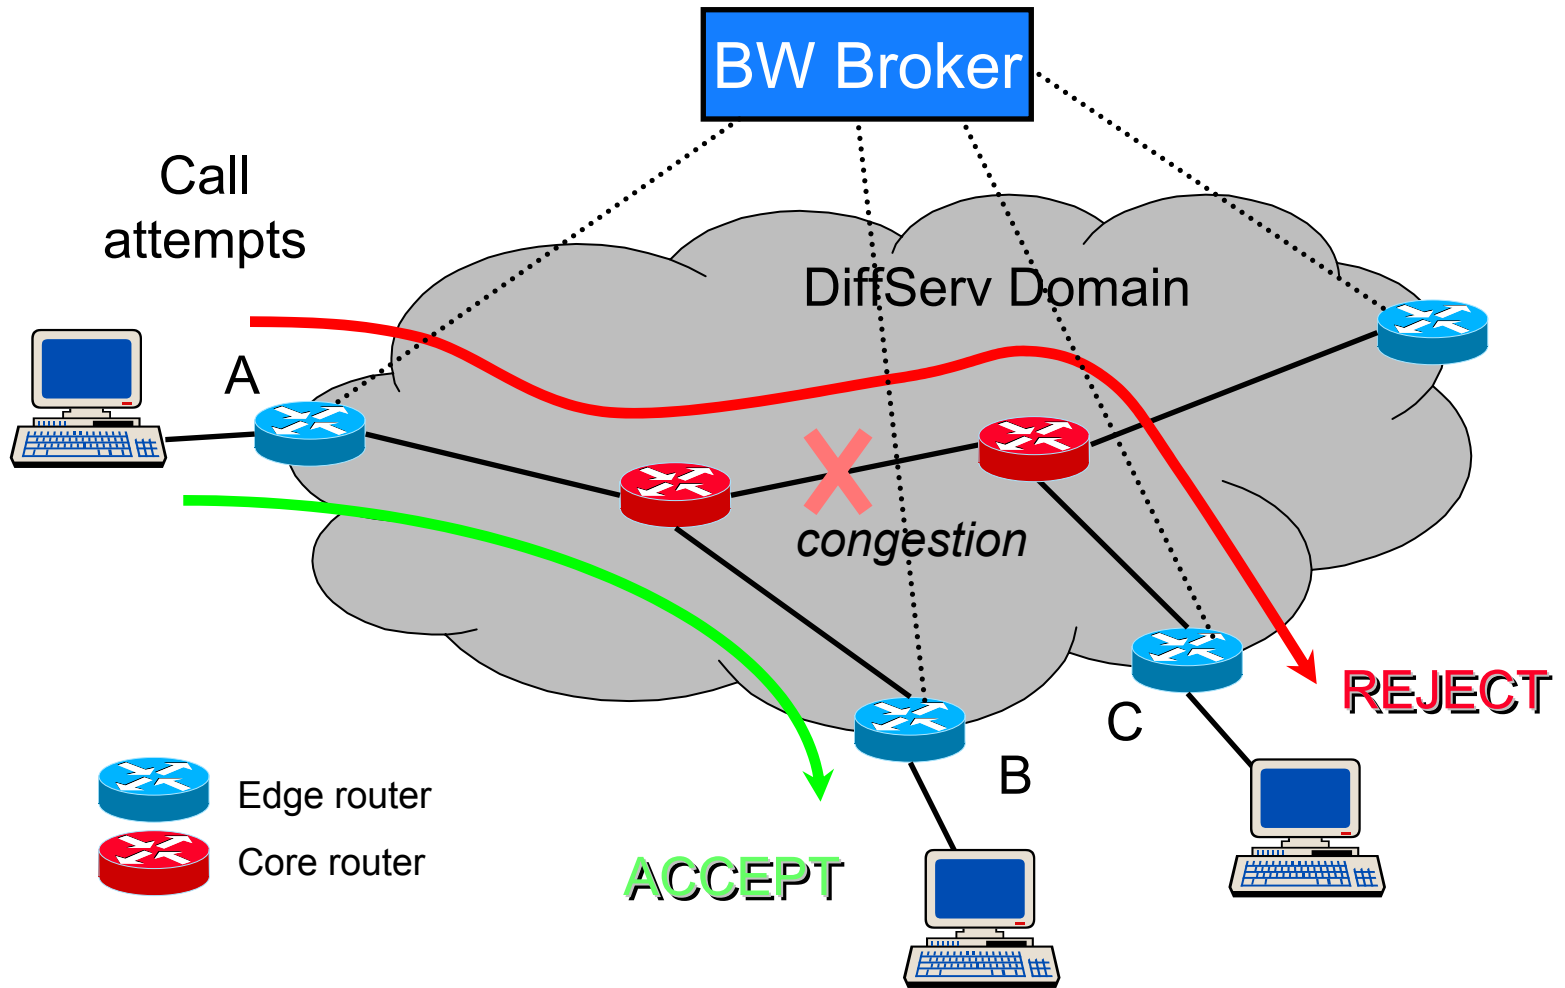 BW Broker
Call
attempts
DiffServ Domain
A
congestion
REJECT
C
B
Edge router
Core router
ACCEPT